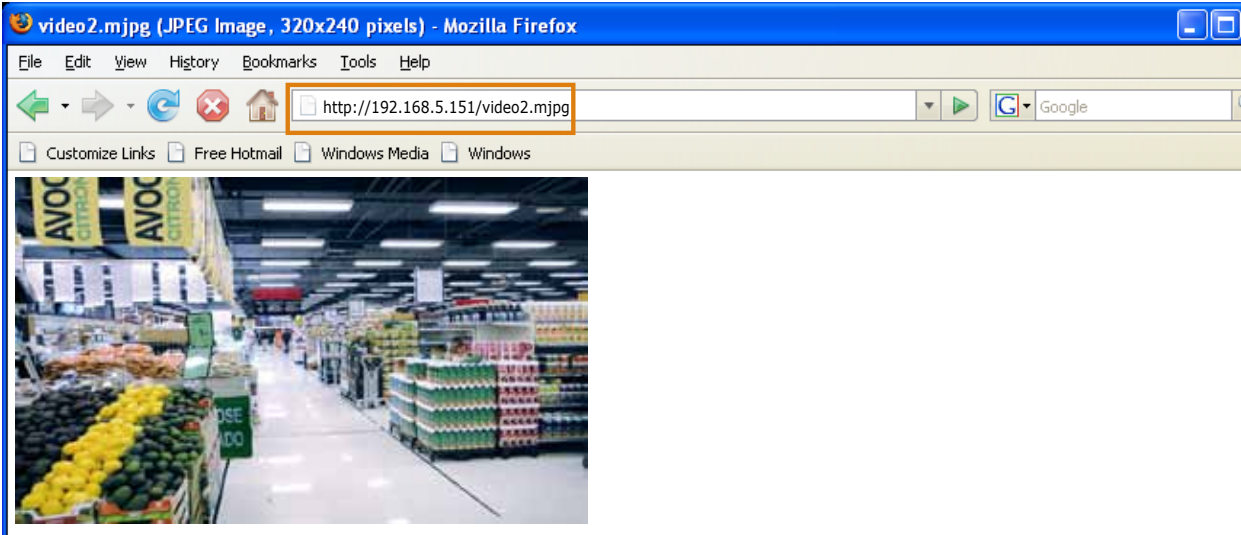 video2.mjpg (JPEG Image, 320x240 pixels) - Mozilla Firefox
File Edit View History Bookmarks Tools Help
http://192.168.5.151/video2.mjpg
G Google
Customize Links Free Hotmail Windows Media Windows
AVOC
CITRON
AVOC
CITRON
OSE
DO